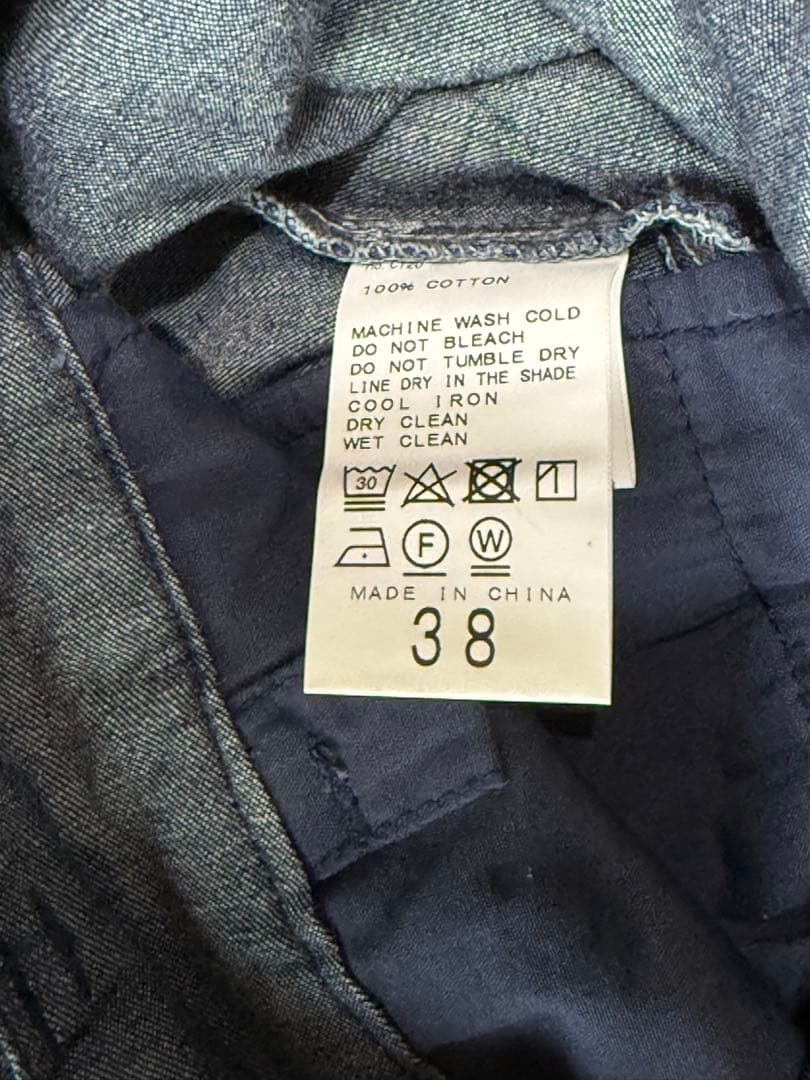 100% COTTON
MACHINE WASH COLD
DO NOT BLEACH
DO NOT TUMBLE DRY
LINE DRY IN THE SHADE
COOL IRON
DRY CLEAN
WET CLEAN
30
F W
MADE IN CHINA
38